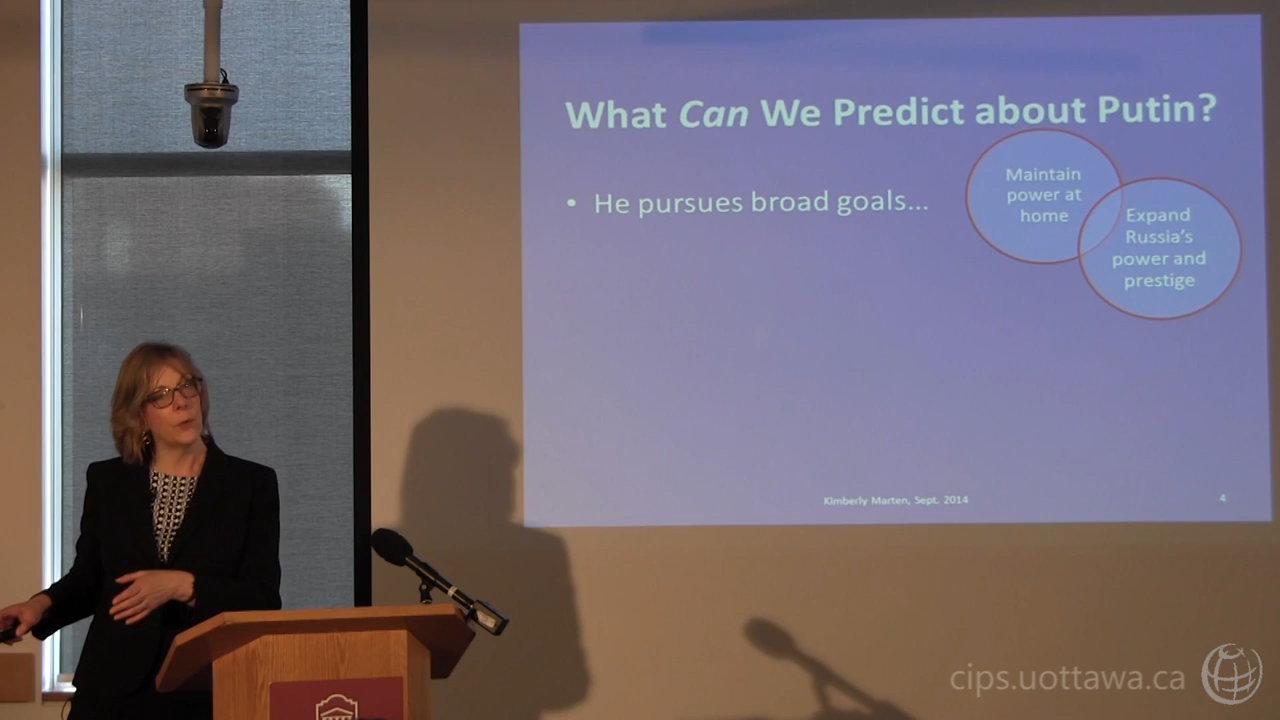 What Can We Predict about Putin?
• He pursues broad goals...
Maintain
power at
home
Expand
Russia's
power and
prestige
Kimberly Marten, Sept. 2014
4
cips.uottawa.ca